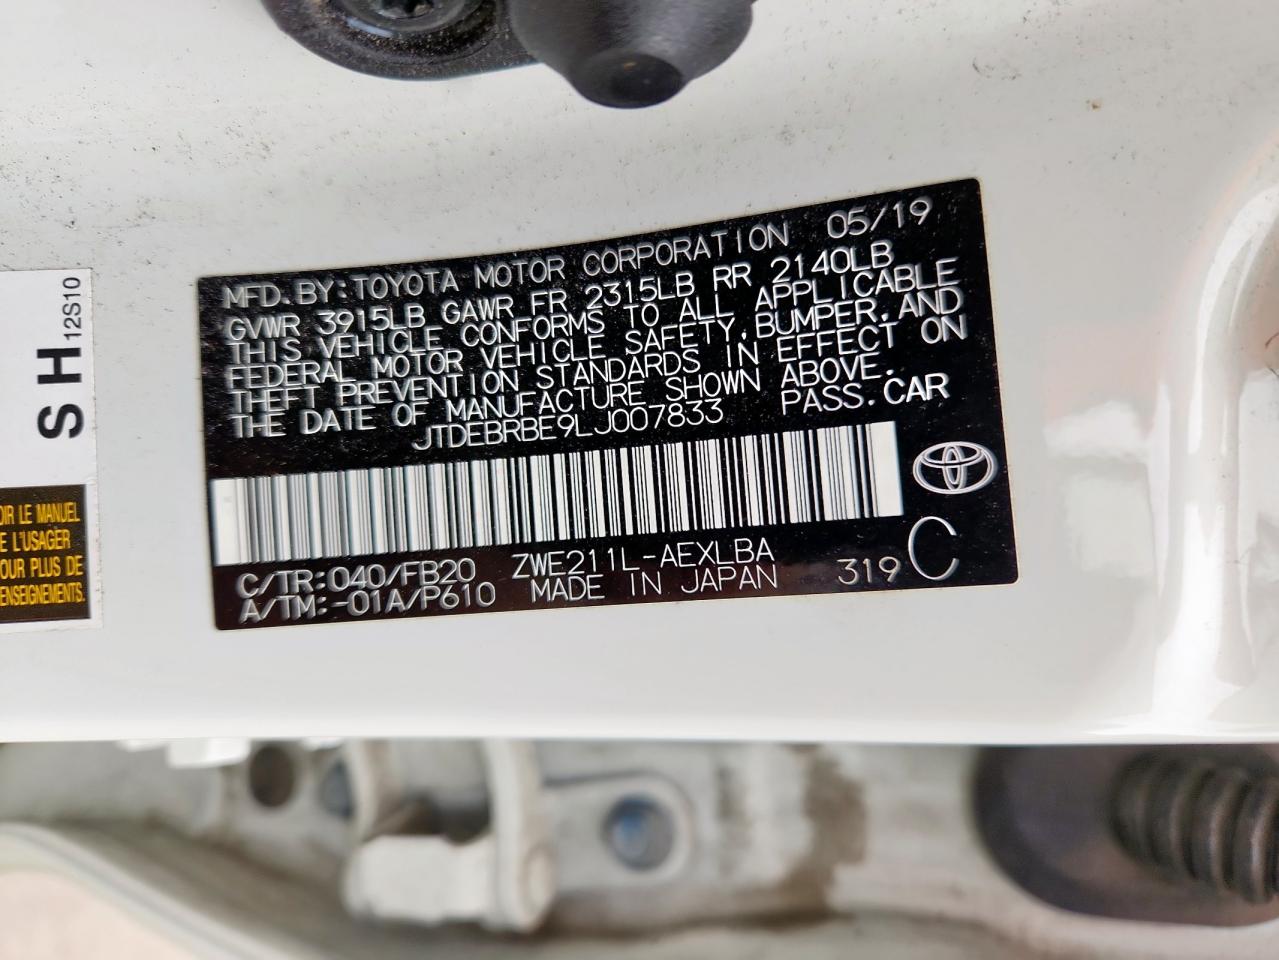 MFD.BY:TOYOTA MOTOR CORPORATION 05/19
GVWR 3915LB GAWR FR 2315LB RR 2140LB
THIS VEHICLE CONFORMS TO ALL APPLICABLE
FEDERAL MOTOR VEHICLE SAFETY,BUMPER,AND
THEFT PREVENTION STANDARDS IN EFFECT ON
THE DATE OF MANUFACTURE SHOWN ABOVE.
JTDEBRBE9LJ007833 PASS.CAR
C/TR:040/FB20 ZWE211L-AEXLBA
A/TM:-01A/P610 MADE IN JAPAN 319 C
SH 12S10
OIR LE MANUEL
E L'USAGER
OUR PLUS DE
ENSEIGNEMENTS.